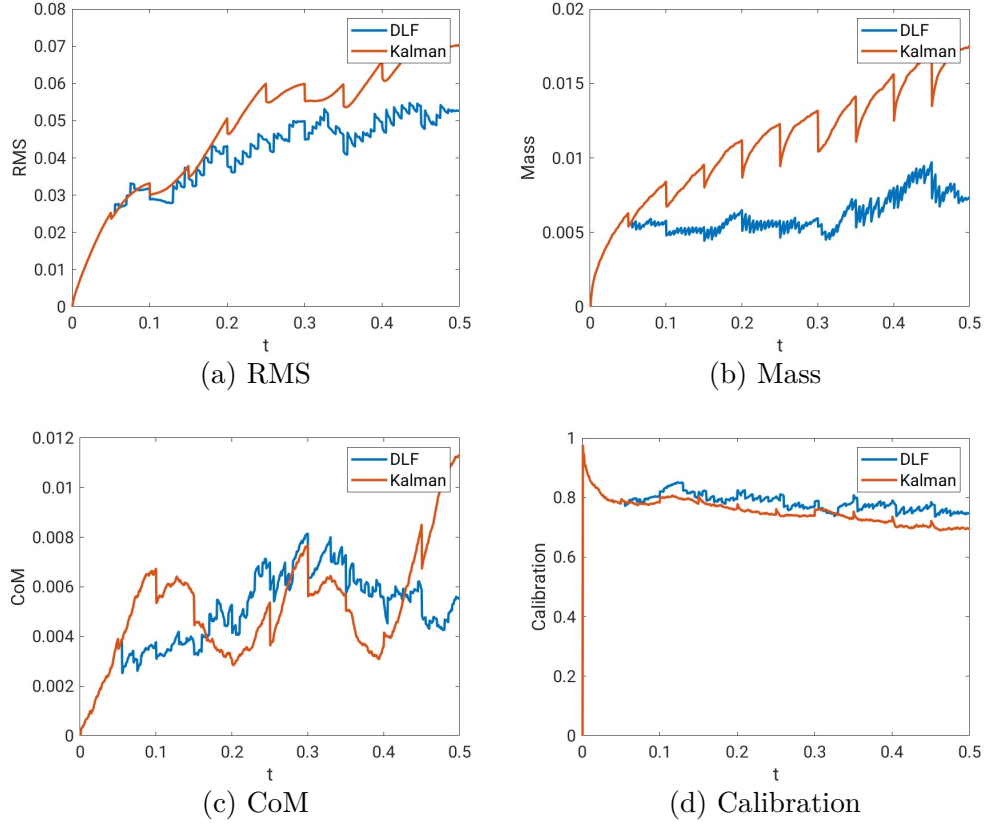 0.08
0.07
0.06
0.05
0.04
0.03
0.02
0.01
0
RMS
0 0.1 0.2 0.3 0.4 0.5
t
DLF
Kalman
(a) RMS
0.02
0.015
0.01
0.005
0
Mass
0 0.1 0.2 0.3 0.4 0.5
t
DLF
Kalman
(b) Mass
0.012
0.01
0.008
0.006
0.004
0.002
0
CoM
0 0.1 0.2 0.3 0.4 0.5
t
DLF
Kalman
(c) CoM
1
0.8
0.6
0.4
0.2
0
Calibration
0 0.1 0.2 0.3 0.4 0.5
t
DLF
Kalman
(d) Calibration